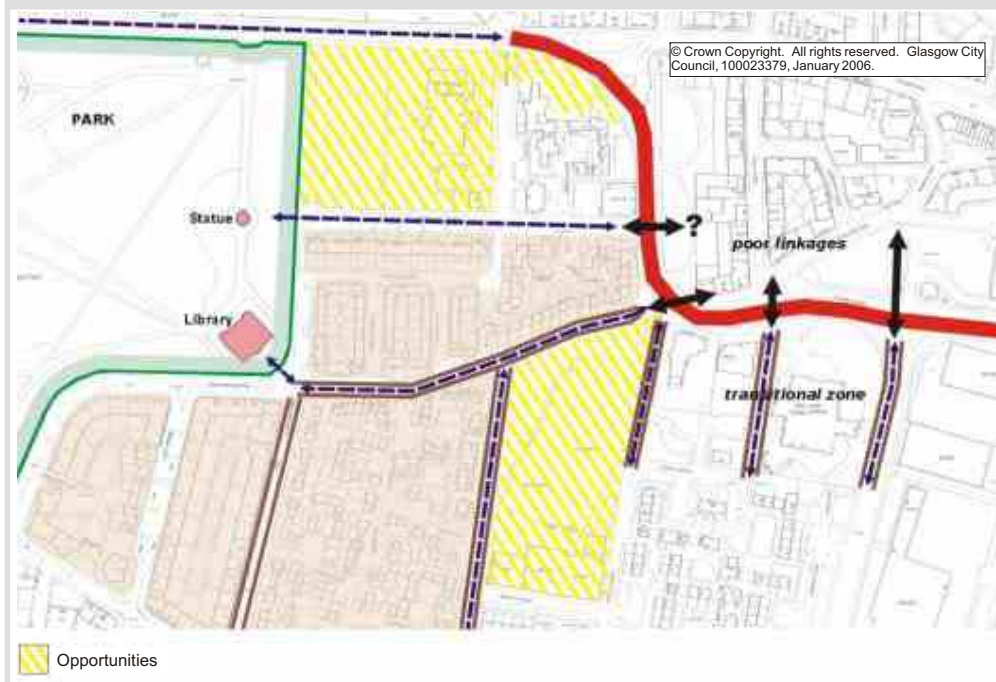 © Crown Copyright. All rights reserved. Glasgow City
Council, 100023379, January 2006.
PARK
Statue
?
poor linkages
Library
transitional zone
Opportunities